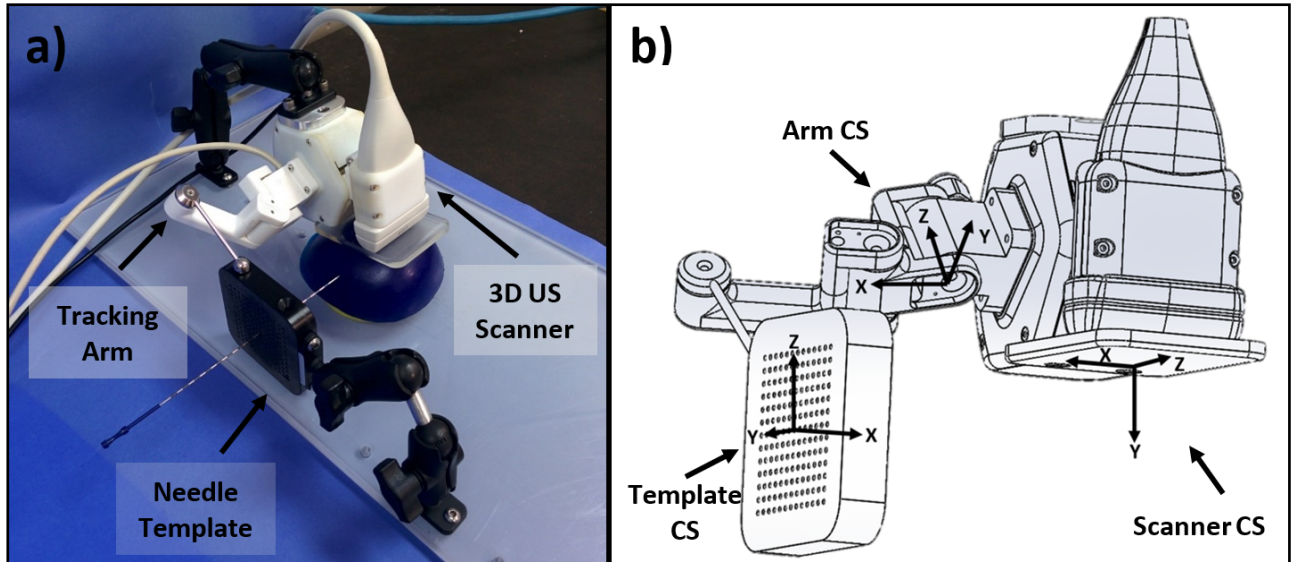 a)
Tracking
Arm
3D US
Scanner
Needle
Template
b)
Arm CS
Z
Y
X
X
Z
Y
Z
Y
X
Template
CS
Scanner CS